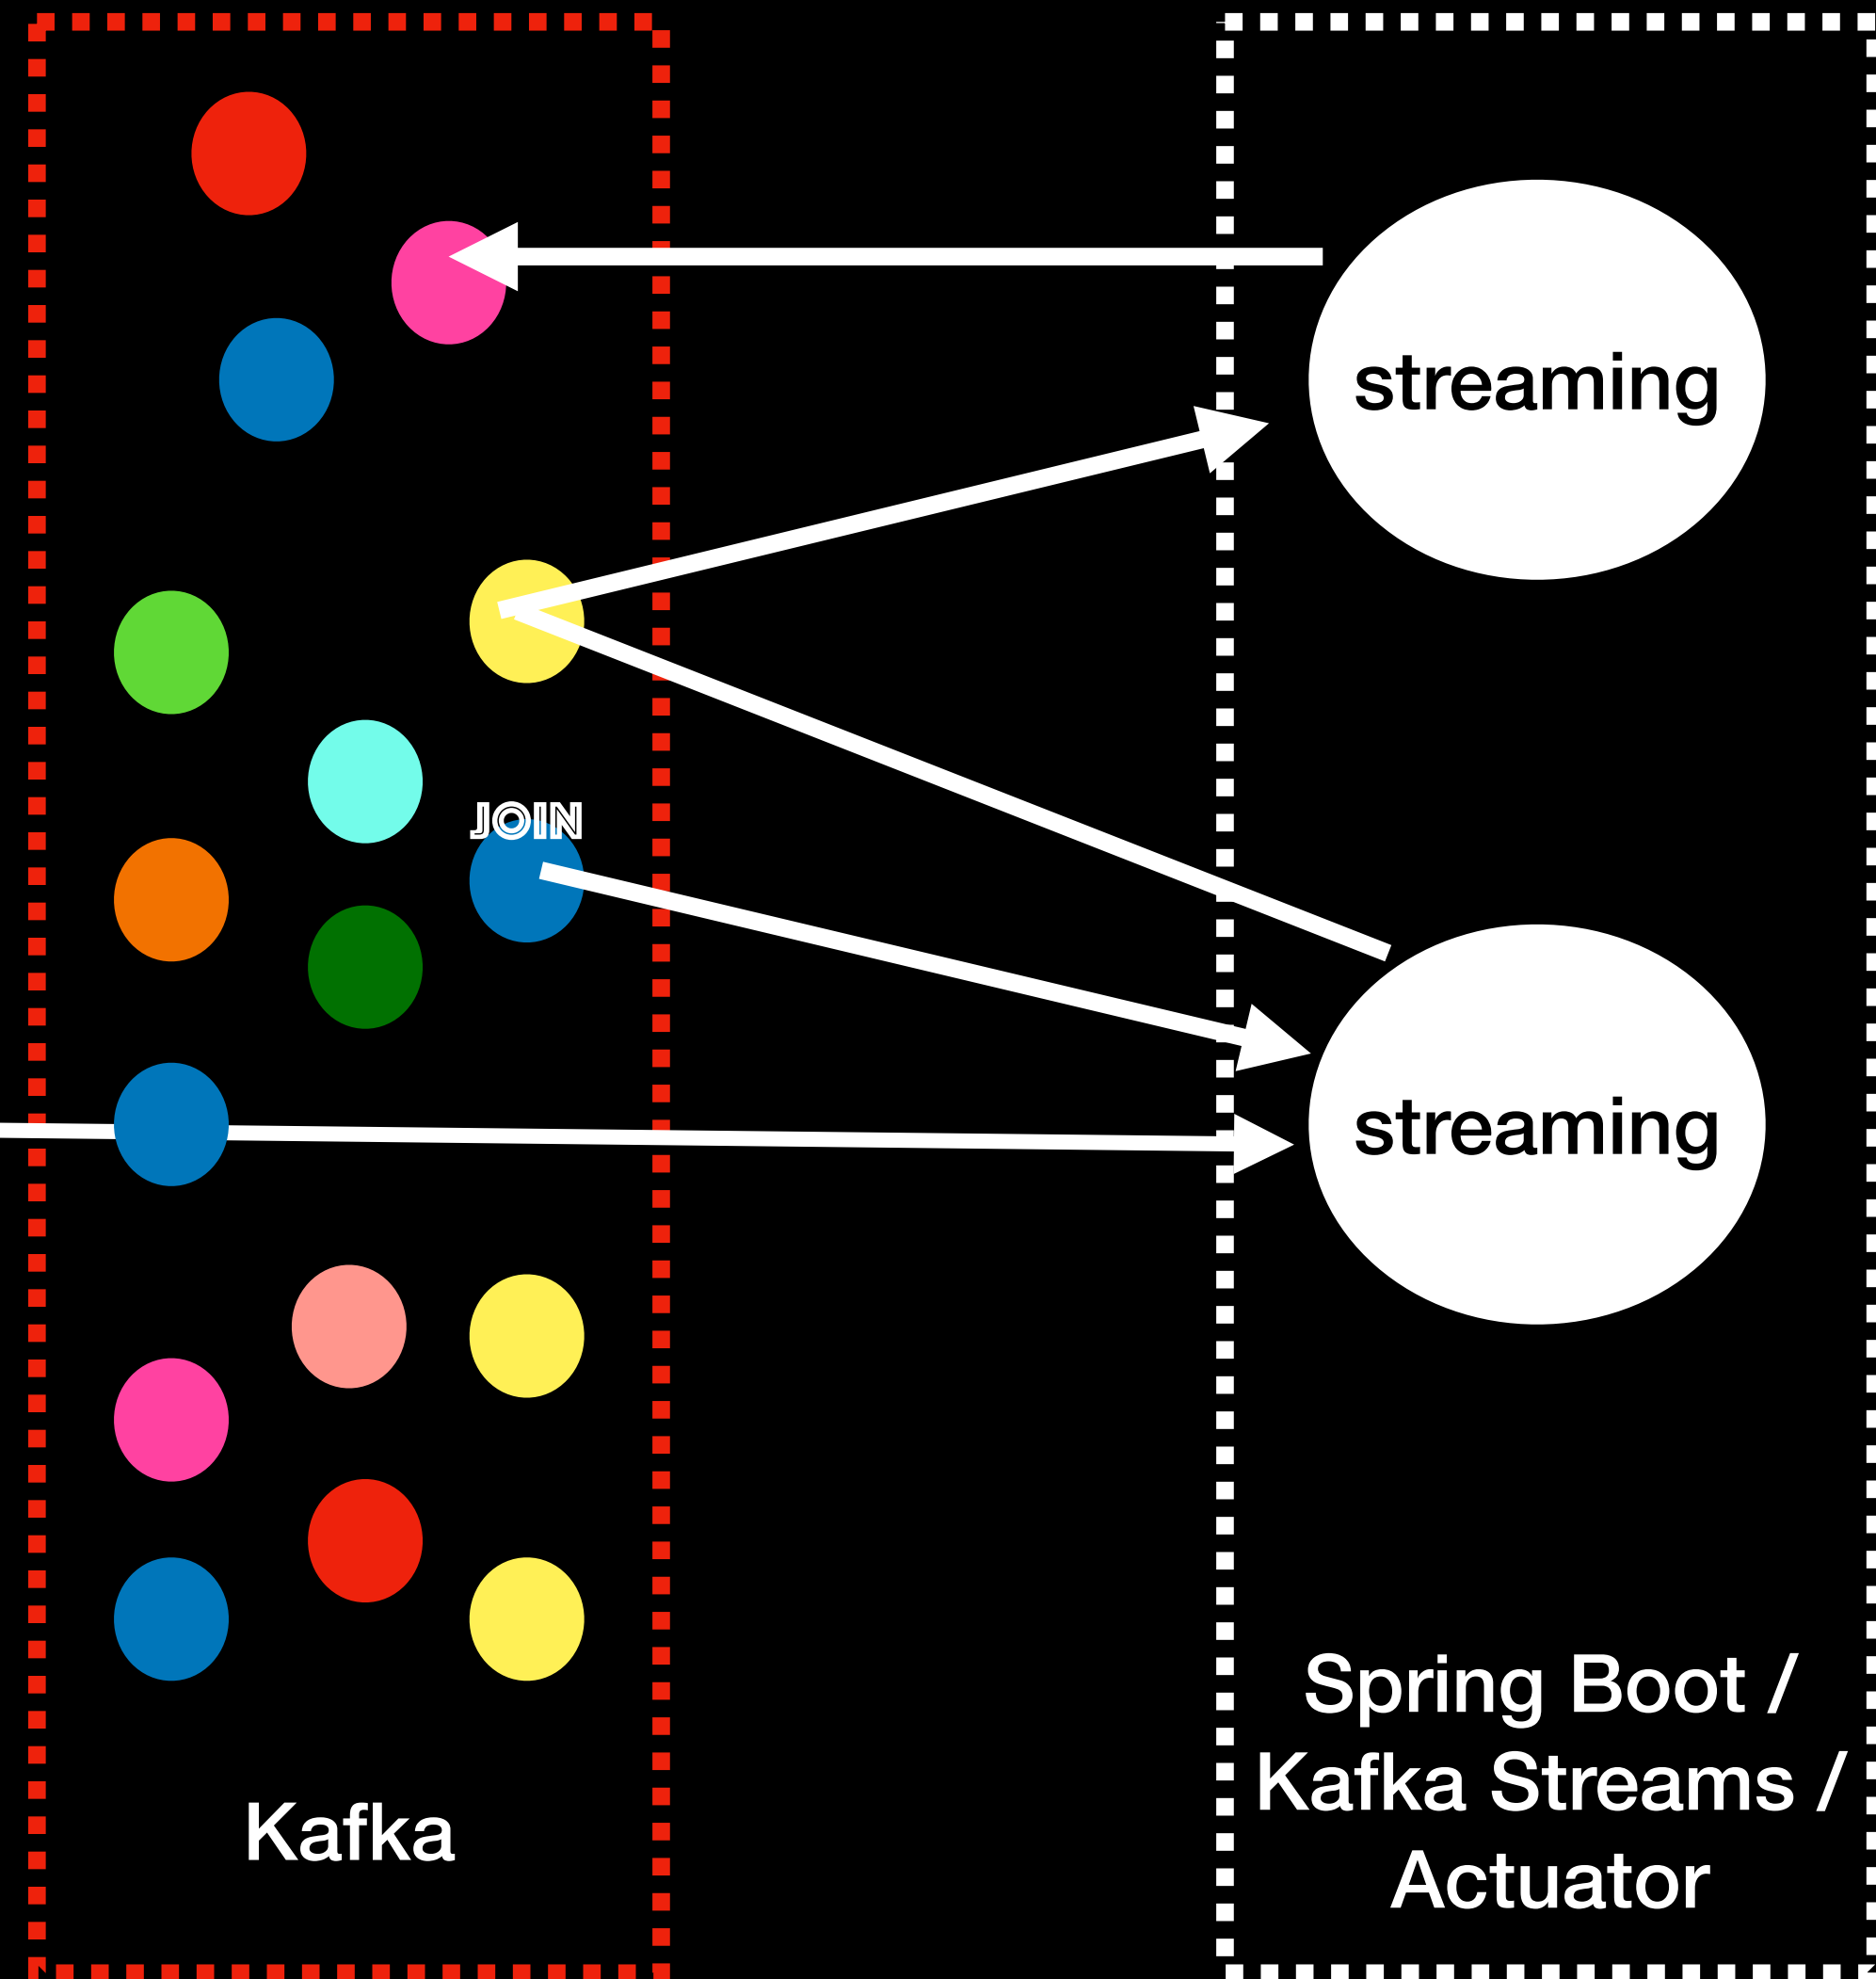 streaming
JOIN
streaming
Kafka
Spring Boot /
Kafka Streams /
Actuator